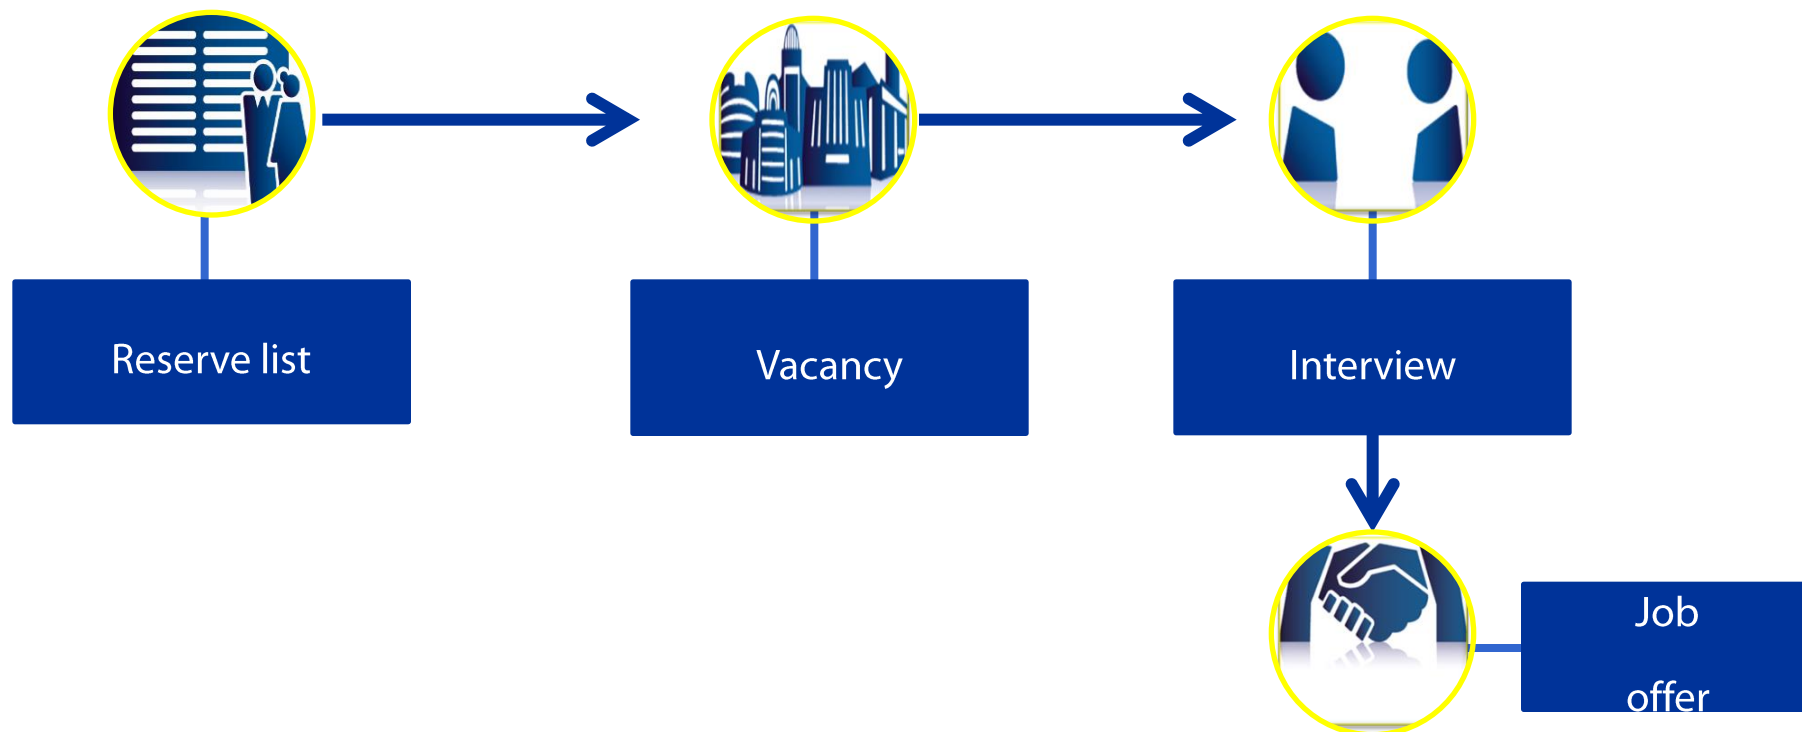 Reserve list
Vacancy
Interview
Job
offer